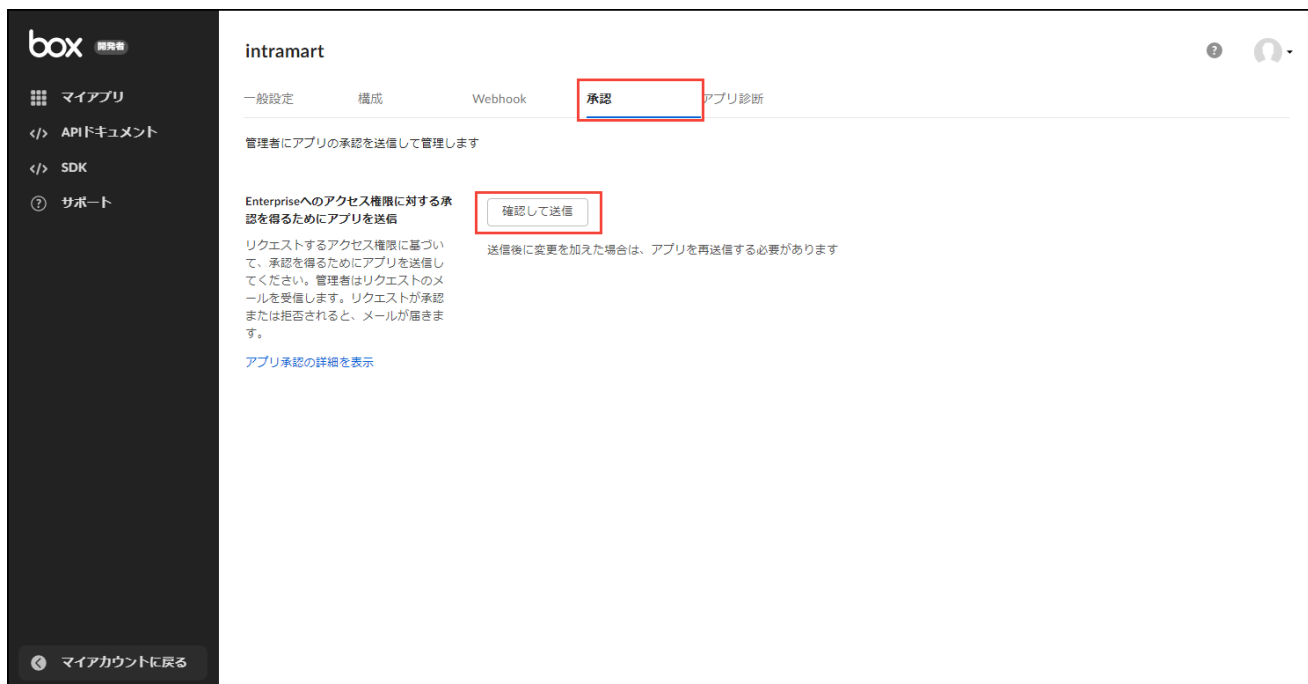 box 開発者
マイアプリ
</> APIドキュメント
</> SDK
? サポート
マイアカウントに戻る
intramart
?
一般設定 構成 Webhook 承認 アプリ診断
管理者にアプリの承認を送信して管理します
Enterpriseへのアクセス権限に対する承
認を得るためにアプリを送信
リクエストするアクセス権限に基づい
て、承認を得るためにアプリを送信し
てください。管理者はリクエストのメ
ールを受信します。リクエストが承認
または拒否されると、メールが届きま
す。
アプリ承認の詳細を表示
確認して送信
送信後に変更を加えた場合は、アプリを再送信する必要があります